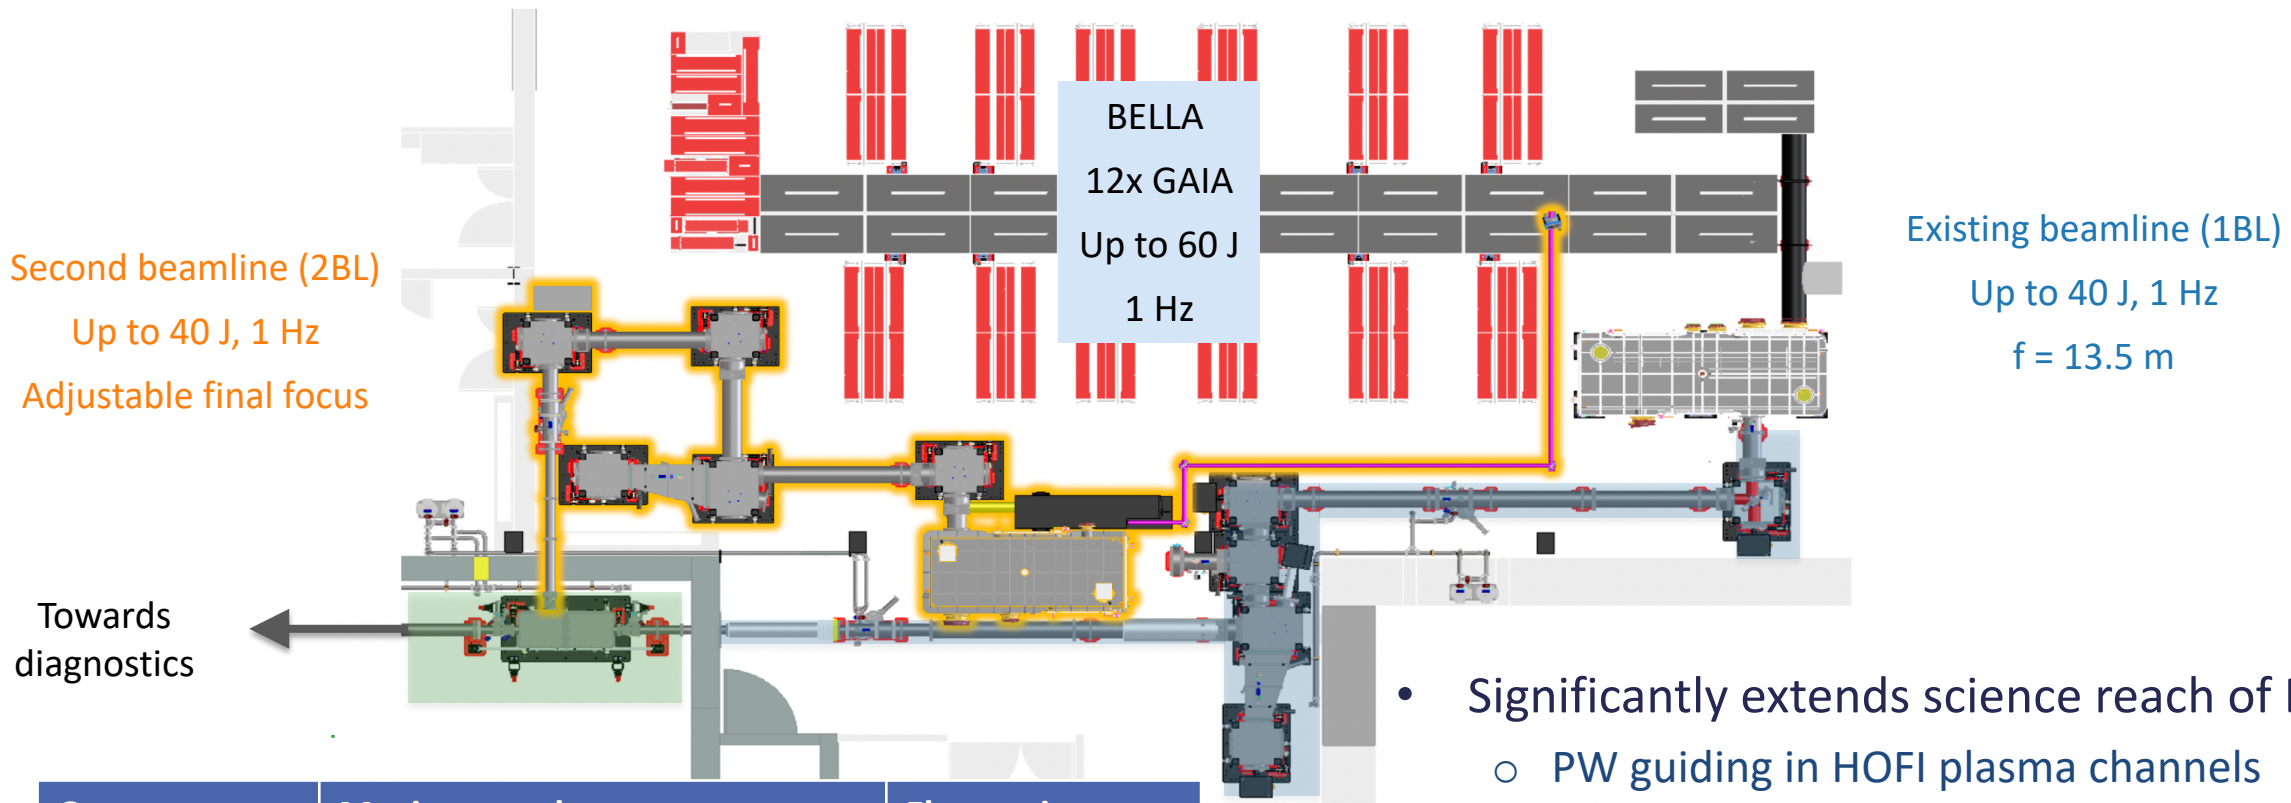 BELLA
12x GAIA
Up to 60 J
1 Hz
Second beamline (2BL)
Up to 40 J, 1 Hz
Adjustable final focus
Existing beamline (1BL)
Up to 40 J, 1 Hz
f = 13.5 m
Towards
diagnostics
• Significantly extends science reach of
o PW guiding in HOFI plasma channels